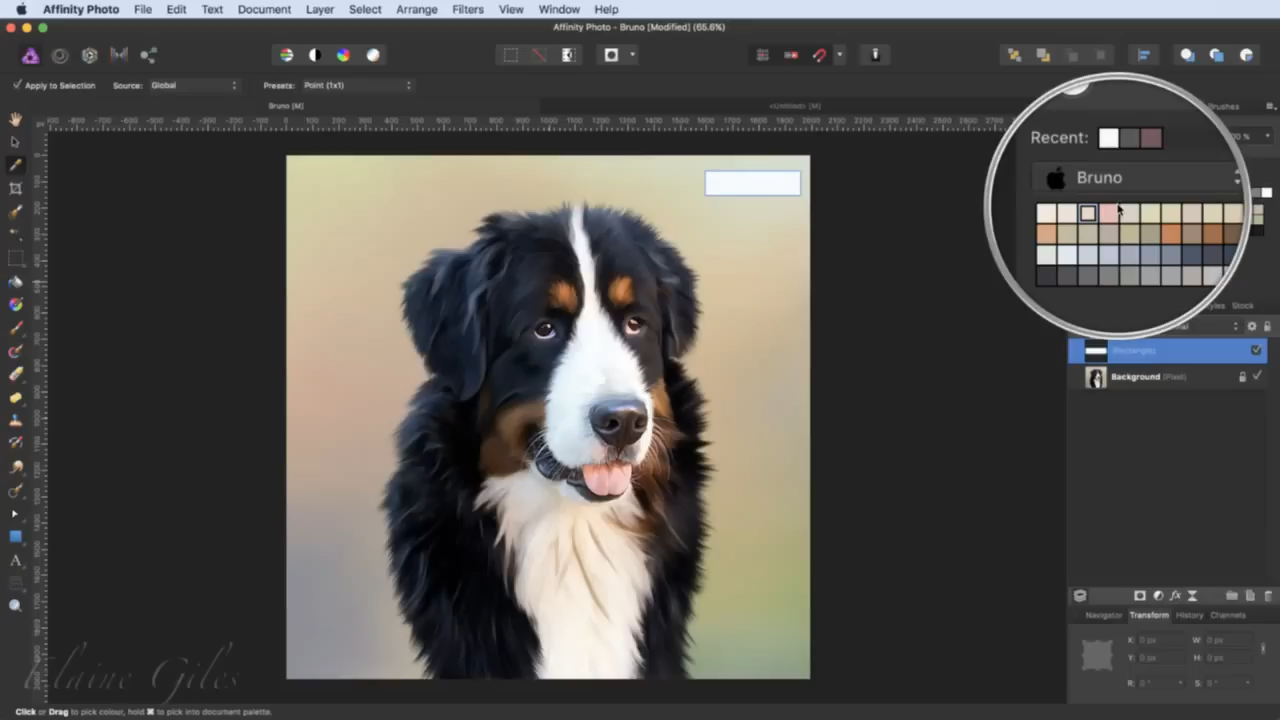 Affinity Photo File Edit Text Document Layer Select Arrange Filters View Window Help
Affinity Photo - Bruno [Modified] (65.6%)
Apply to Selection Source: Global Presets: Point (1x1)
Bruno [M] <Untitled> [M]
Brushes
Recent:
Bruno
Stock
(Rectangle)
Background (Pixel)
Navigator Transform History Channels
X: 0 px W: 0 px
Y: 0 px H: 0 px
R: 0° S: 0°
Elaine Giles
Click or Drag to pick colour, hold ⌘ to pick into document palette.